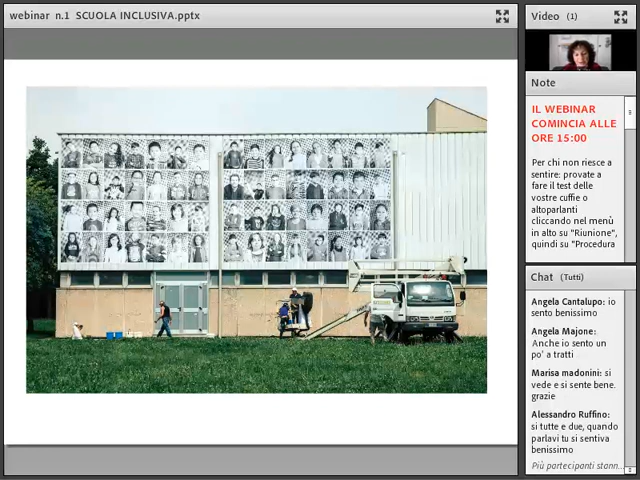 webinar n.1 SCUOLA INCLUSIVA.pptx
Video (1)
Note
IL WEBINAR
COMINCIA ALLE
ORE 15:00
Per chi non riesce a
sentire: provate a
fare il test delle
vostre cuffie o
altoparlanti
cliccando nel menù
in alto su "Riunione",
quindi su "Procedura
Chat (Tutti)
Angela Cantalupo: io
sento benissimo
Angela Majone:
Anche io sento un
po' a tratti
Marisa madonini: si
vede e si sente bene.
grazie
Alessandro Ruffino:
si tutte e due, quando
parlavi tu si sentiva
benissimo
Più partecipanti stann...